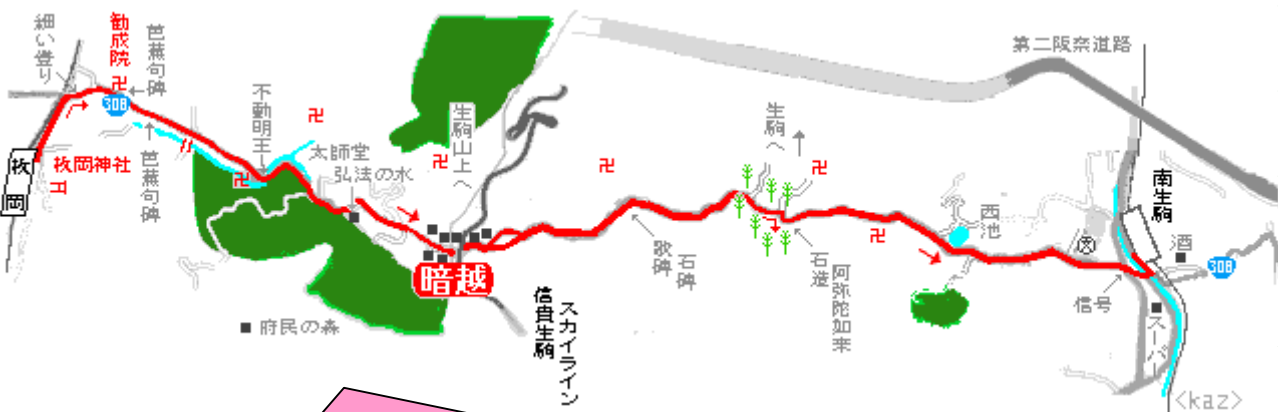 細い登り
勧成院
芭蕉句碑
308
枚岡
枚岡神社
芭蕉句碑
不動明王
太師堂
弘法の水
生駒山上へ
暗越
府民の森
信貴生駒
スカイライン
歌碑
石碑
生駒へ
石造
阿弥陀如来
西池
第二阪奈道路
南生駒
酒
308
信号
スーパー
<kaz>